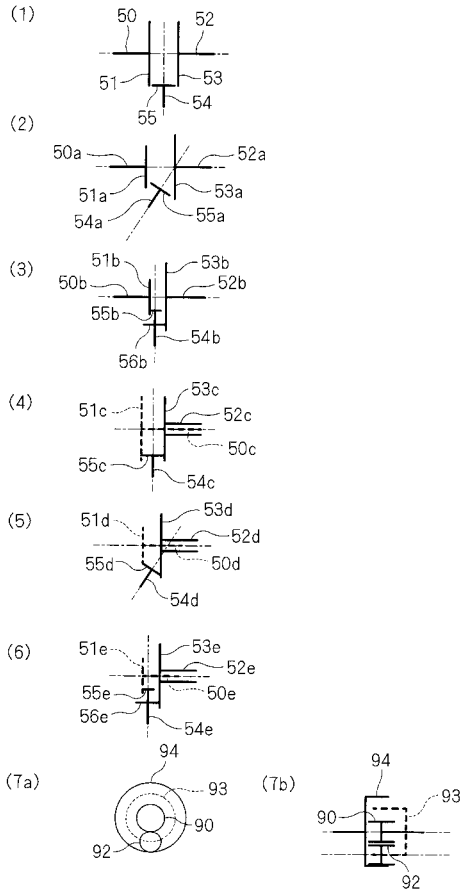 (1)
50
52
51
53
55
54
(2)
50a
52a
51a
53a
54a
55a
(3)
51b
53b
50b
52b
55b
56b
54b
(4)
51c
53c
52c
50c
55c
54c
(5)
51d
53d
52d
55d
50d
54d
(6)
51e
53e
52e
55e
50e
56e
54e
(7a)
94
93
90
92
(7b)
94
90
93
92